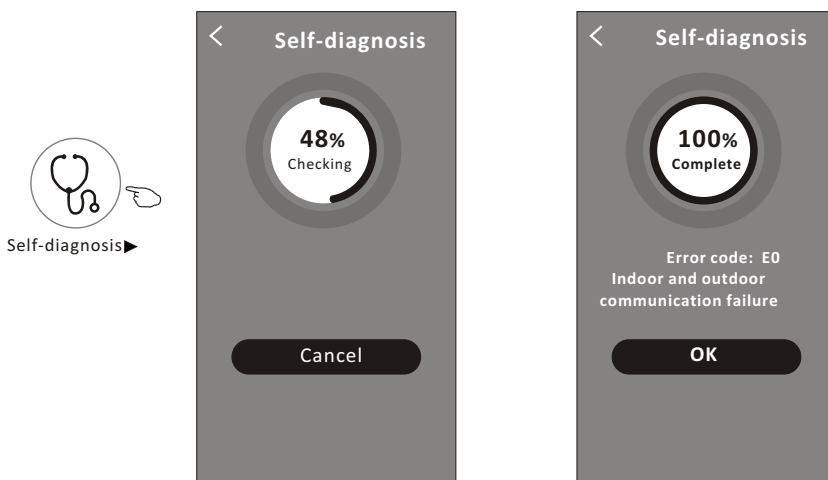 Self-diagnosis▶
Self-diagnosis
48%
Checking
Cancel
Self-diagnosis
100%
Complete
Error code: E0
Indoor and outdoor
communication failure
OK